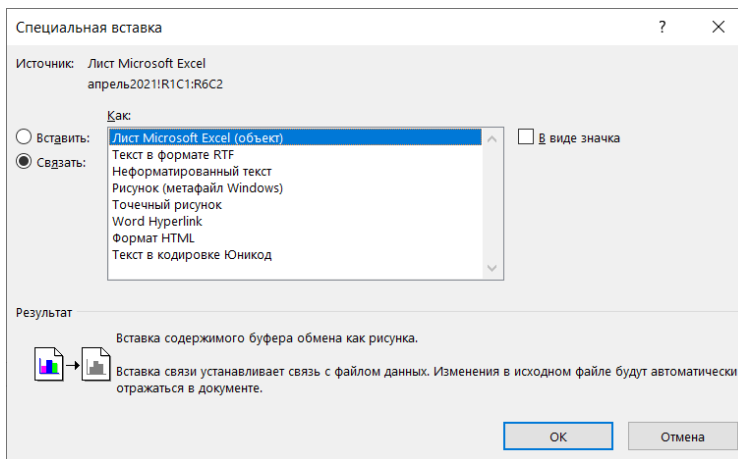 Специальная вставка ? ×
Источник: Лист Microsoft Excel
апрель2021!R1C1:R6C2
Как:
Вставить:
Связать:
Лист Microsoft Excel (объект)
Текст в формате RTF
Неформатированный текст
Рисунок (метафайл Windows)
Точечный рисунок
Word Hyperlink
Формат HTML
Текст в кодировке Юникод
В виде значка
Результат
Вставка содержимого буфера обмена как рисунка.
Вставка связи устанавливает связь с файлом данных. Изменения в исходном файле будут автоматически
отражаться в документе.
ОК Отмена